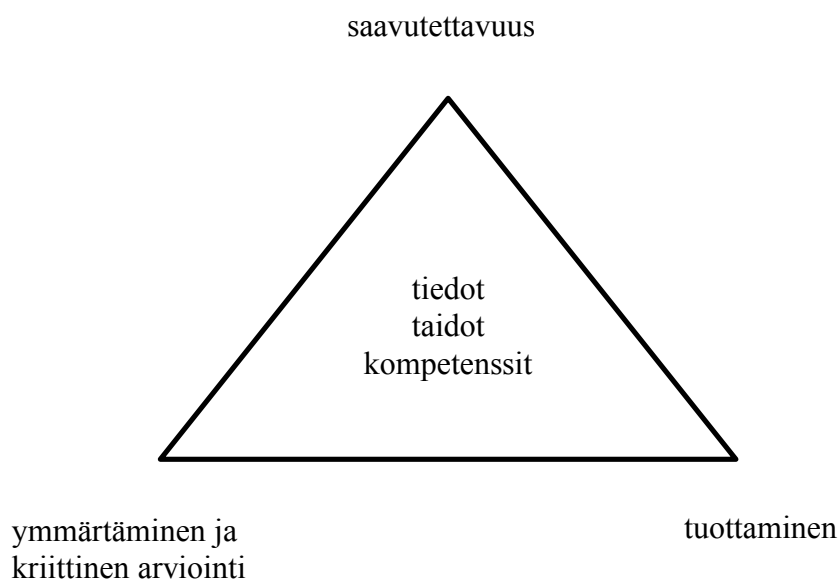 saavutettavuus
tiedot
taidot
kompetenssit
ymmärtäminen ja
kriittinen arviointi
tuottaminen